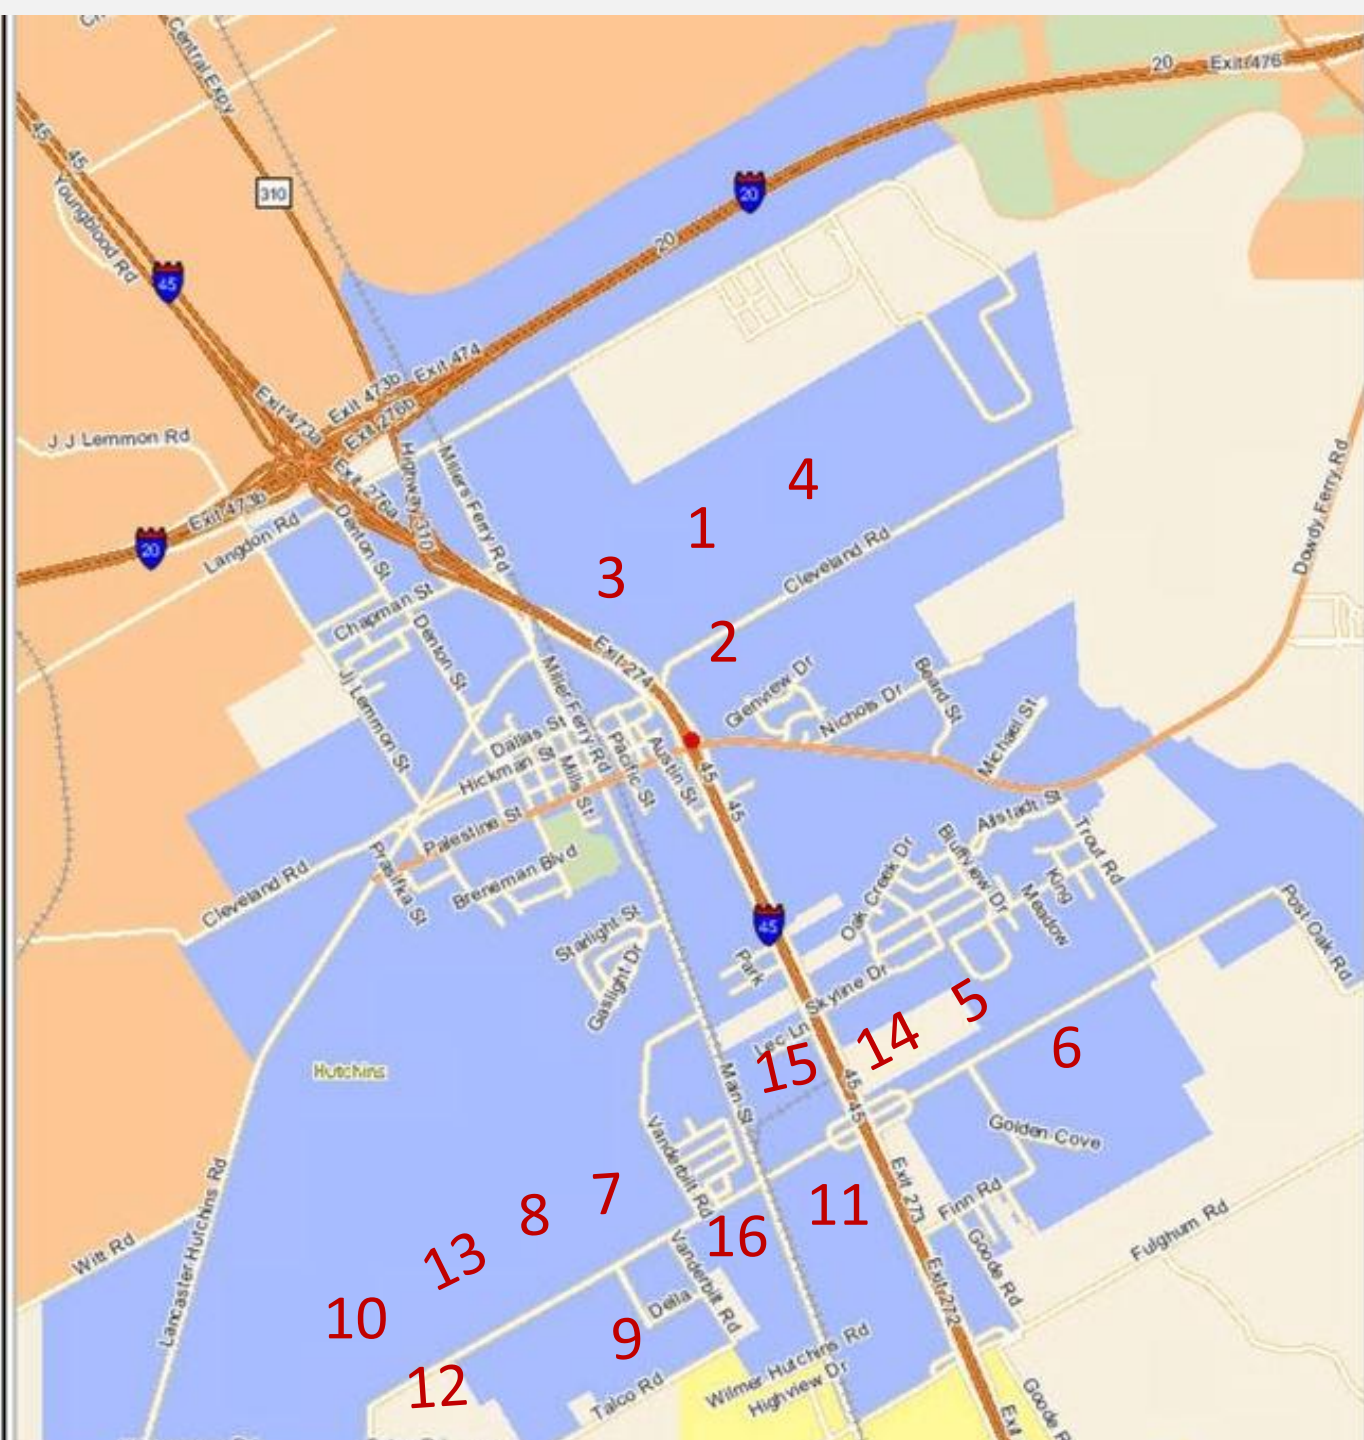 Central Expy
20
Exit 476
45
45
310
Youngblood Rd
20
20
45
Exit 474
Exit 473b
Exit 276b
Exit 473a
J J Lemmon Rd
Highway 310
Millers Ferry Rd
Exit 276a
4
Exit 473b
Denton St
1
Dowdy Ferry Rd
20
Langdon Rd
Cleveland Rd
3
Chapman St
Denton St
2
Exit 274
Miller Ferry Rd
Glenview Dr
Beard St
Jj Lemmon St
Nichols Dr
Michael St
Dallas St
Pacific St
Austin St
Hickman St
Mills St
45
45
Palestine St
Allstadt St
Trout Rd
Prasifka St
Breneman Blvd
Oak Creek Dr
Bluffview Dr
King
Meadow
Cleveland Rd
45
Starlight St
Post Oak Rd
Park
Gaslight Dr
Skyline Dr
5
Lec Ln
14
6
15
Hutchins
45
45
Main St
Golden Cove
Vanderbilt Rd
7
8
11
Exit 273
Finn Rd
Lancaster Hutchins Rd
16
Fulghum Rd
Witt Rd
13
Vanderbilt Rd
Goode Rd
Exit 272
10
Della
9
12
Wilmer Hutchins Rd
Talco Rd
Highview Dr
Goode R
Exit